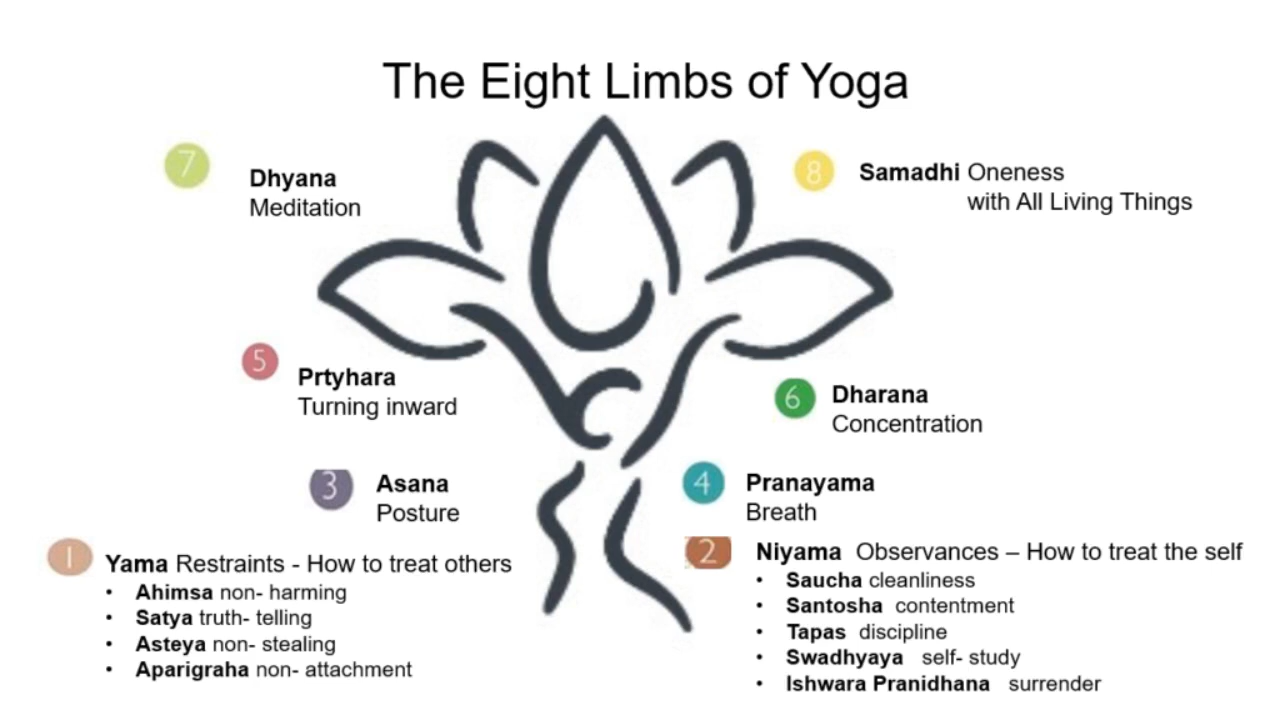 The Eight Limbs of Yoga
7
Dhyana
Meditation
8
Samadhi Oneness
with All Living Things
5
Prtyhara
Turning inward
6
Dharana
Concentration
3
Asana
Posture
4
Pranayama
Breath
1
Yama Restraints - How to treat others
• Ahimsa non- harming
• Satya truth- telling
• Asteya non- stealing
• Aparigraha non- attachment
2
Niyama Observances – How to treat the self
• Saucha cleanliness
• Santosha contentment
• Tapas discipline
• Swadhyaya self- study
• Ishwara Pranidhana surrender